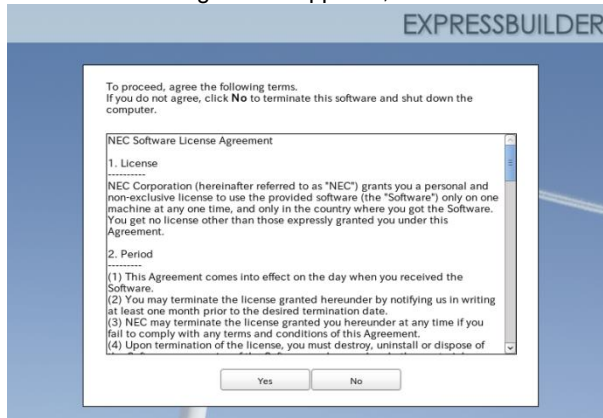 EXPRESSBUILDER
To proceed, agree the following terms.
If you do not agree, click No to terminate this software and shut down the
computer.
NEC Software License Agreement
1. License
----------
NEC Corporation (hereinafter referred to as "NEC") grants you a personal and
non-exclusive license to use the provided software (the "Software") only on one
machine at any one time, and only in the country where you got the Software.
You get no license other than those expressly granted you under this
Agreement.
2. Period
---------
(1) This Agreement comes into effect on the day when you received the
Software.
(2) You may terminate the license granted hereunder by notifying us in writing
at least one month prior to the desired termination date.
(3) NEC may terminate the license granted you hereunder at any time if you
fail to comply with any terms and conditions of this Agreement.
(4) Upon termination of the license, you must destroy, uninstall or dispose of
Yes No